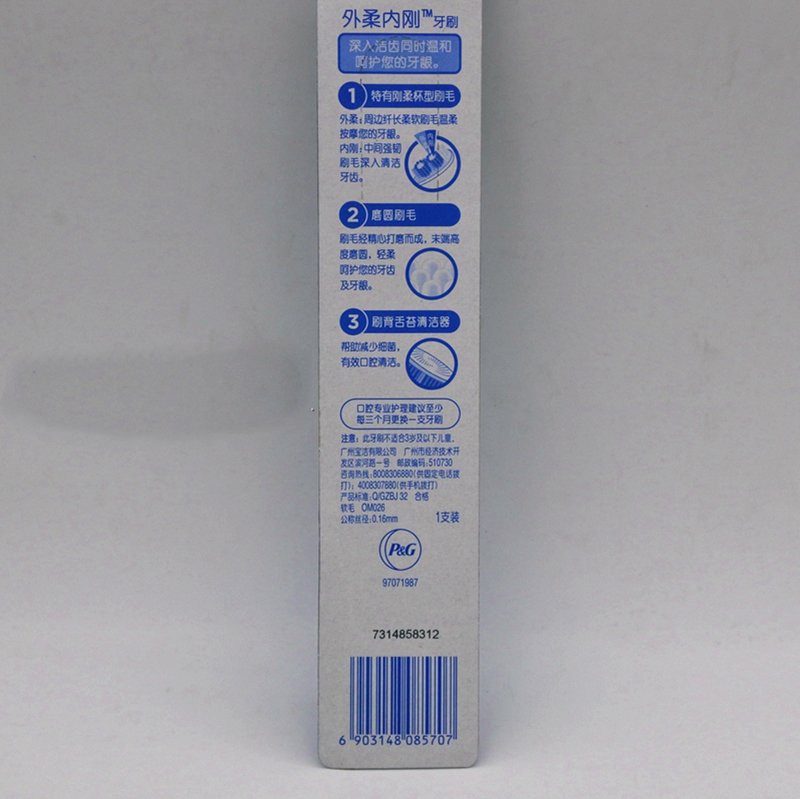 外柔内刚™牙刷
深入洁齿同时温和
呵护您的牙龈。
1 特有刚柔杯型刷毛
外柔:周边纤长柔软刷毛温柔
按摩您的牙龈。
内刚:中间强韧
刷毛深入清洁
牙齿。
2 磨圆刷毛
刷毛经精心打磨而成，末端高
度磨圆，轻柔
呵护您的牙齿
及牙龈。
3 刷背舌苔清洁器
帮助减少细菌，
有效口腔清洁。
口腔专业护理建议至少
每三个月更换一支牙刷
注意：此牙刷不适合3岁及以下儿童。
广州宝洁有限公司 广州市经济技术开
发区滨河路一号 邮政编码:510730
咨询热线:8008306880(供固定电话拨
打); 4008307880(供手机拨打)
产品标准:Q/GZBJ 32 合格
软毛 OM026
公称丝径:0.16mm 1支装
P&G
97071987
7314858312
6 903148 085707